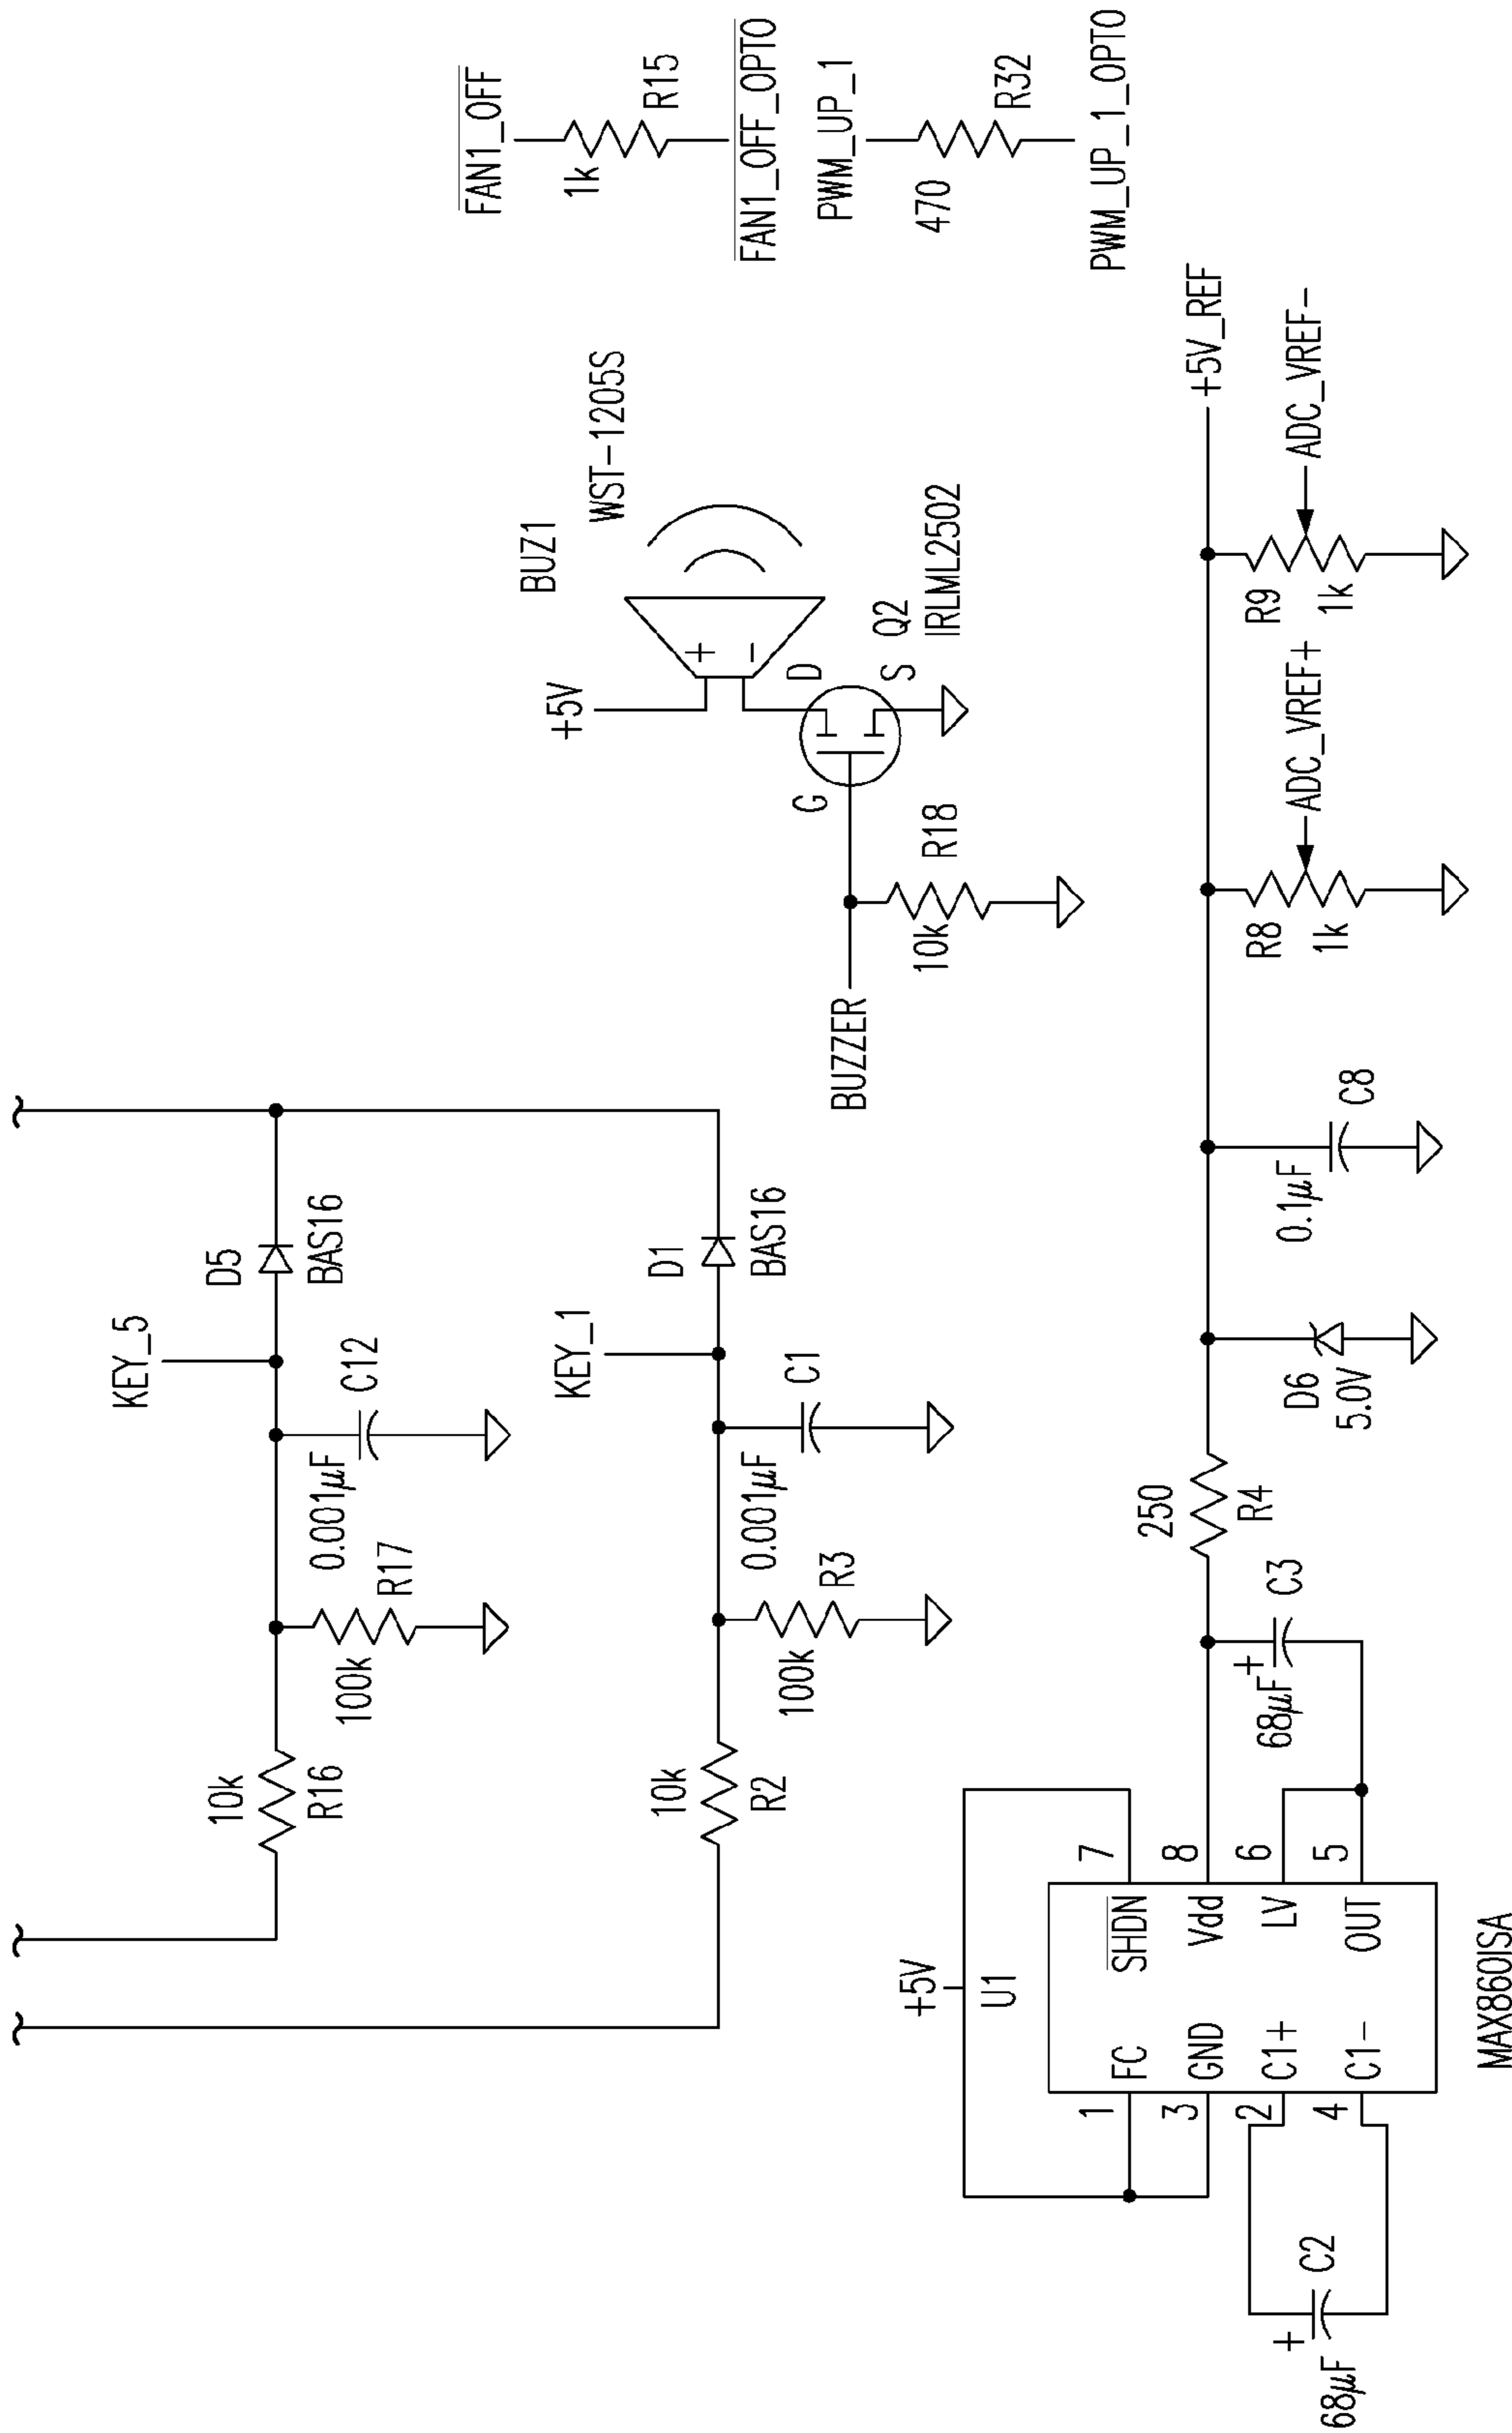 KEY_5
D5
BAS16
C12
0.001µF
R17
100k
10k
R16
KEY_1
D1
BAS16
C1
0.001µF
R3
100k
10k
R2
FAN1_OFF
1k
R15
FAN1_OFF_OPTO
PWM_UP_1
470
R32
PWM_UP_1_OPTO
BUZ1
WST-1205S
+5V
+
-
D
G
S
Q2
IRLML2502
BUZZER
10k
R18
+5V
U1
1
FC
SHDN
7
3
GND
Vdd
8
2
C1+
LV
6
4
C1-
OUT
5
MAX860ISA
+
C2
68µF
+
C3
68µF
250
R4
D6
5.0V
0.1µF
C8
R8
1k
ADC_VREF+
R9
1k
ADC_VREF-
+5V_REF